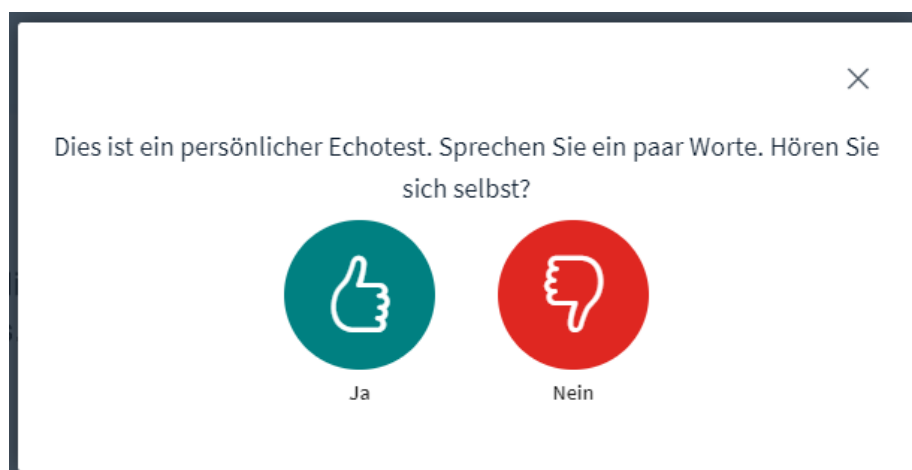 Dies ist ein persönlicher Echotest. Sprechen Sie ein paar Worte. Hören Sie
sich selbst?
Ja
Nein